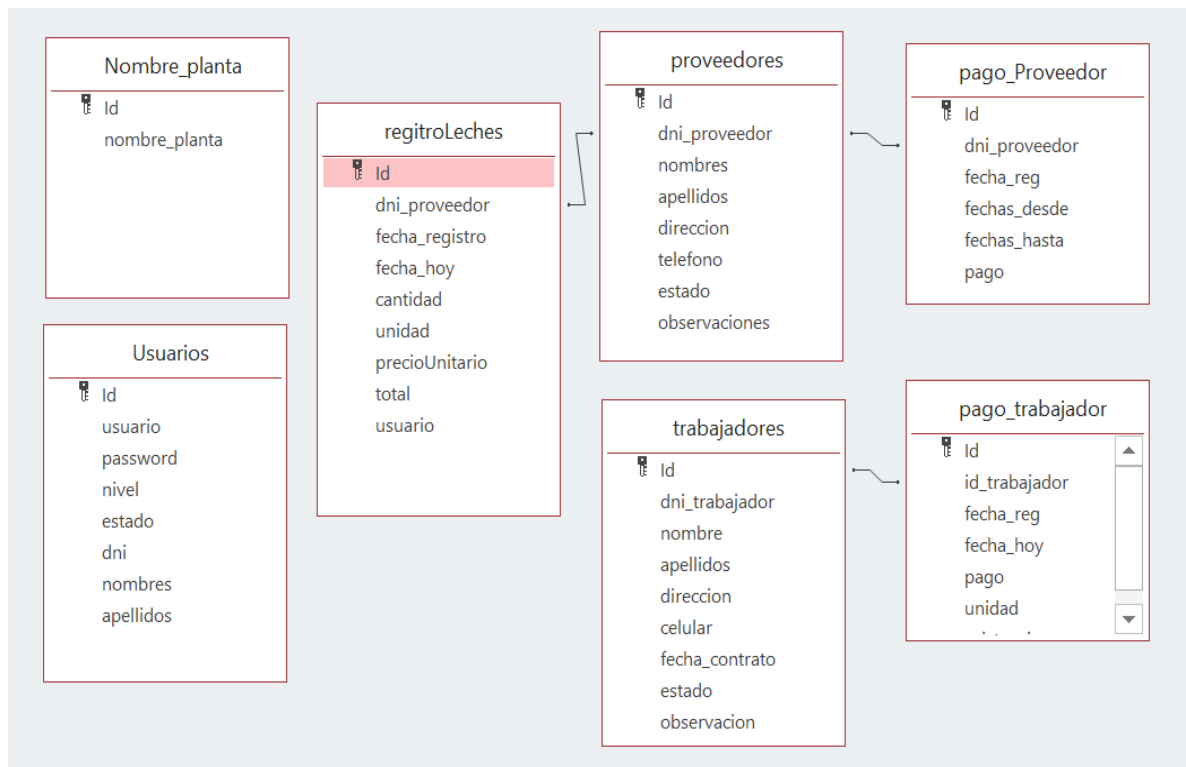 Nombre_planta
Id
nombre_planta
Usuarios
Id
usuario
password
nivel
estado
dni
nombres
apellidos
regitroLeches
Id
dni_proveedor
fecha_registro
fecha_hoy
cantidad
unidad
precioUnitario
total
usuario
proveedores
Id
dni_proveedor
nombres
apellidos
direccion
telefono
estado
observaciones
trabajadores
Id
dni_trabajador
nombre
apellidos
direccion
celular
fecha_contrato
estado
observacion
pago_Proveedor
Id
dni_proveedor
fecha_reg
fechas_desde
fechas_hasta
pago
pago_trabajador
Id
id_trabajador
fecha_reg
fecha_hoy
pago
unidad